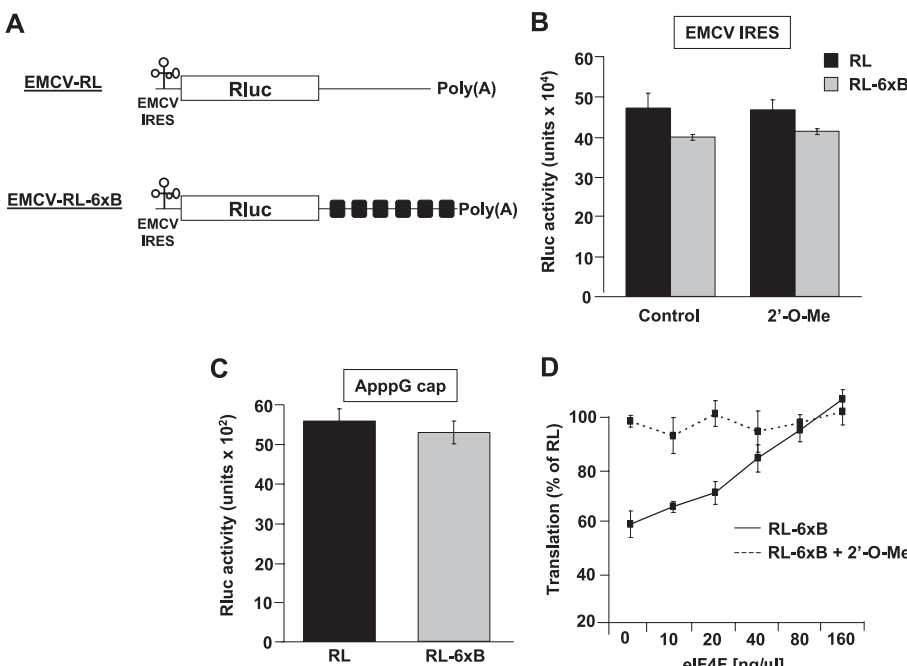 A
EMCV-RL
EMCV
IRES
Rluc
Poly(A)
EMCV-RL-6xB
EMCV
IRES
Rluc
Poly(A)
B
EMCV IRES
RL
RL-6xB
Rluc activity (units x 10⁴)
60
50
40
30
20
10
0
Control
2'-O-Me
C
ApppG cap
Rluc activity (units x 10²)
60
50
40
30
20
10
0
RL
RL-6xB
D
Translation (% of RL)
100
80
60
40
20
RL-6xB
RL-6xB + 2'-O-Me
0 10 20 40 80 160
eIF4F [ng/ul]